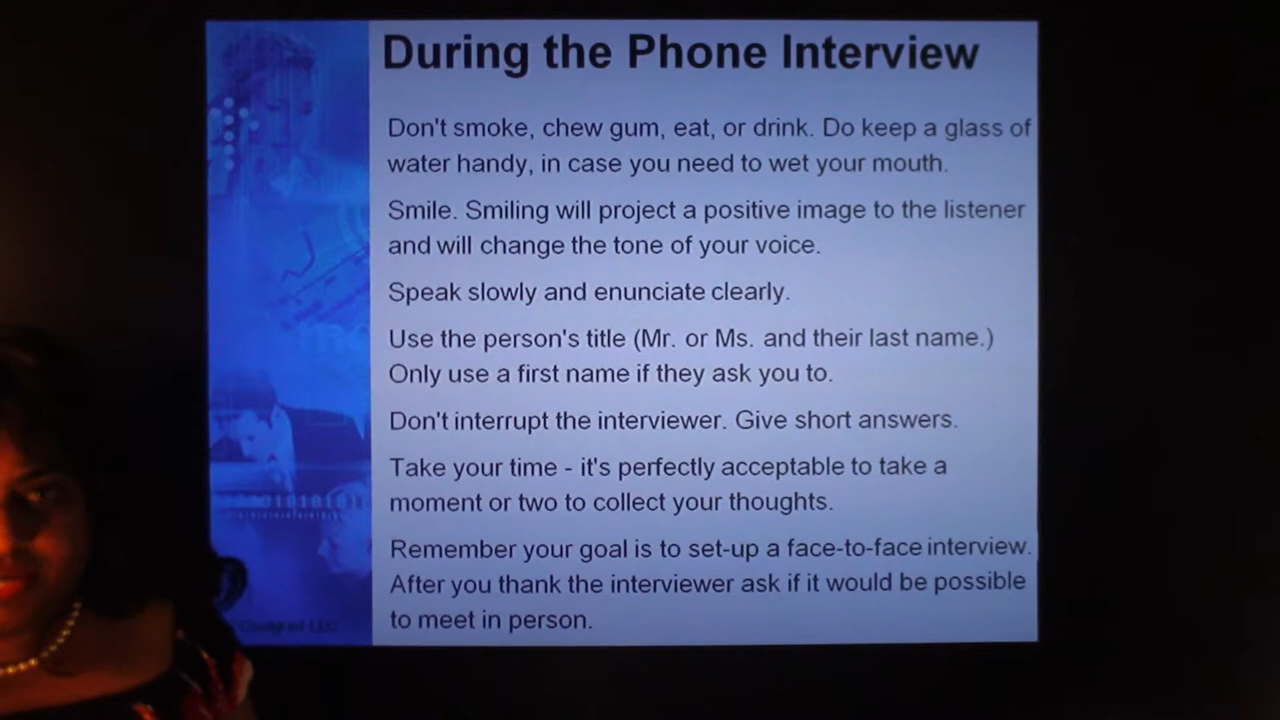 During the Phone Interview
Don't smoke, chew gum, eat, or drink. Do keep a glass of
water handy, in case you need to wet your mouth.
Smile. Smiling will project a positive image to the listener
and will change the tone of your voice.
Speak slowly and enunciate clearly.
Use the person's title (Mr. or Ms. and their last name.)
Only use a first name if they ask you to.
Don't interrupt the interviewer. Give short answers.
Take your time - it's perfectly acceptable to take a
moment or two to collect your thoughts.
Remember your goal is to set-up a face-to-face interview.
After you thank the interviewer ask if it would be possible
to meet in person.